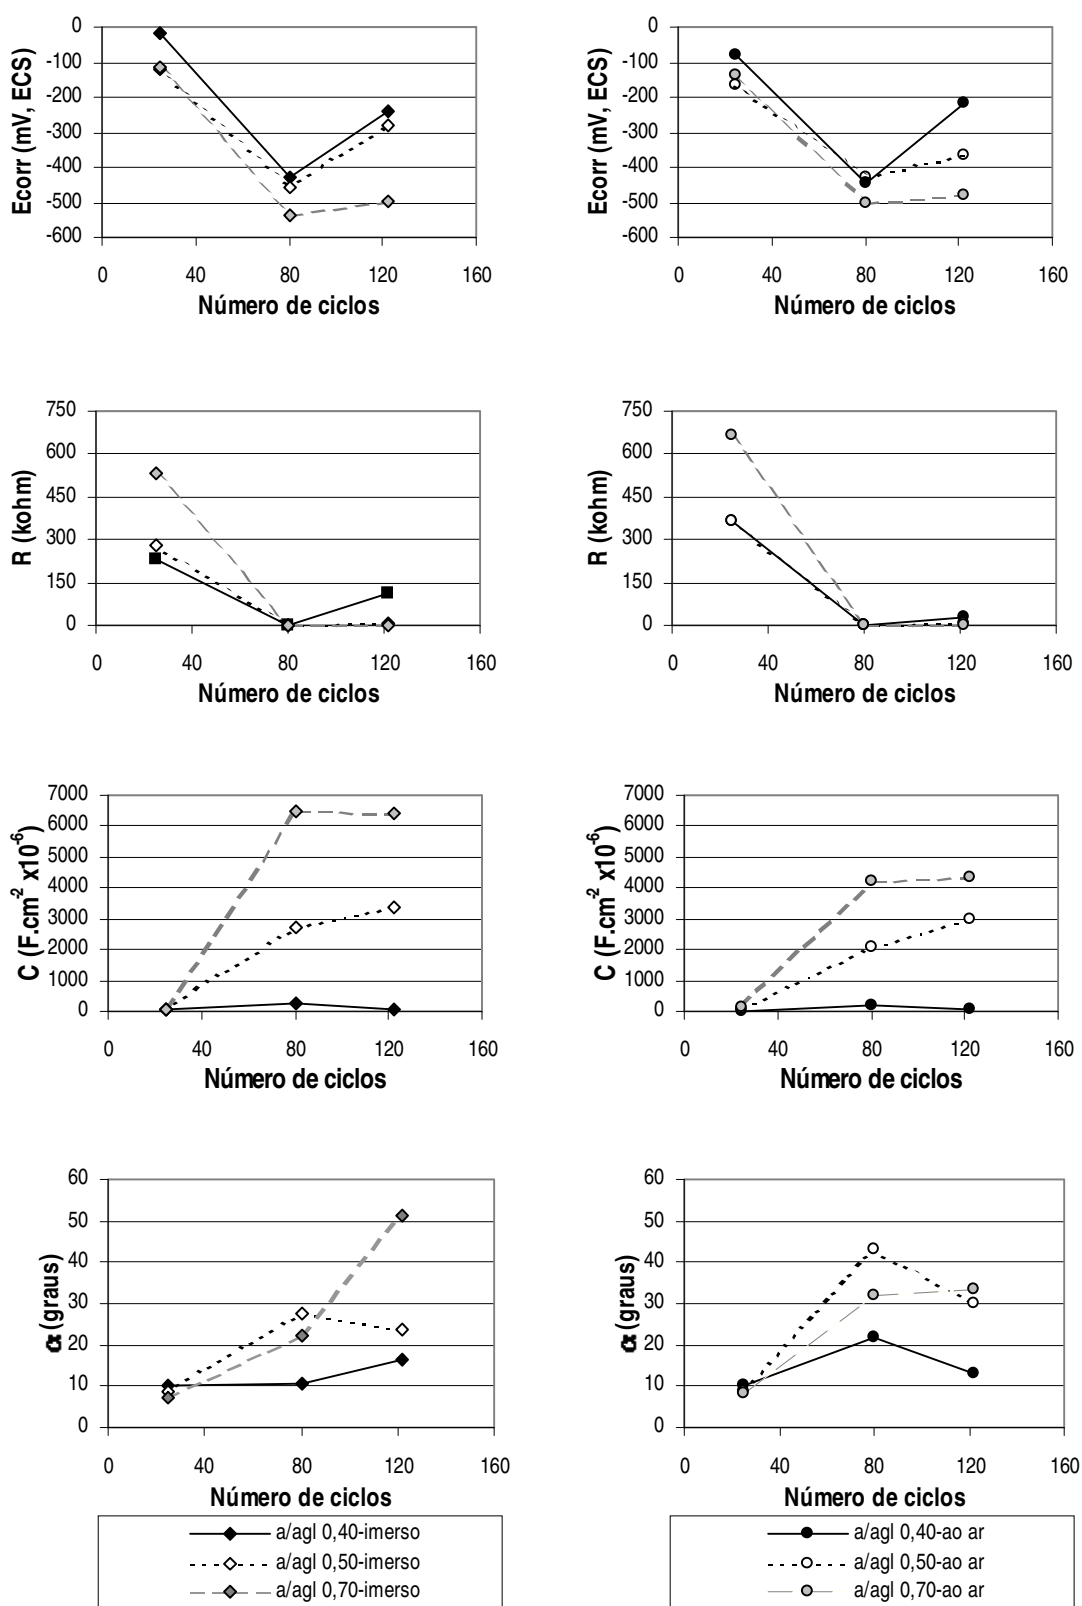 0
-100
-200
-300
-400
-500
-600
Ecorr (mV, ECS)
0 40 80 120 160
Número de ciclos
0
-100
-200
-300
-400
-500
-600
Ecorr (mV, ECS)
0 40 80 120 160
Número de ciclos
750
600
450
300
150
0
R (kohm)
0 40 80 120 160
Número de ciclos
750
600
450
300
150
0
R (kohm)
0 40 80 120 160
Número de ciclos
7000
6000
5000
4000
3000
2000
1000
0
C (F.cm⁻² x10⁻⁶)
0 40 80 120 160
Número de ciclos
7000
6000
5000
4000
3000
2000
1000
0
C (F.cm⁻² x10⁻⁶)
0 40 80 120 160
Número de ciclos
60
50
40
30
20
10
0
α (graus)
0 40 80 120 160
Número de ciclos
60
50
40
30
20
10
0
α (graus)
0 40 80 120 160
Número de ciclos
a/agl 0,40-imerso
a/agl 0,50-imerso
a/agl 0,70-imerso
a/agl 0,40-ao ar
a/agl 0,50-ao ar
a/agl 0,70-ao ar